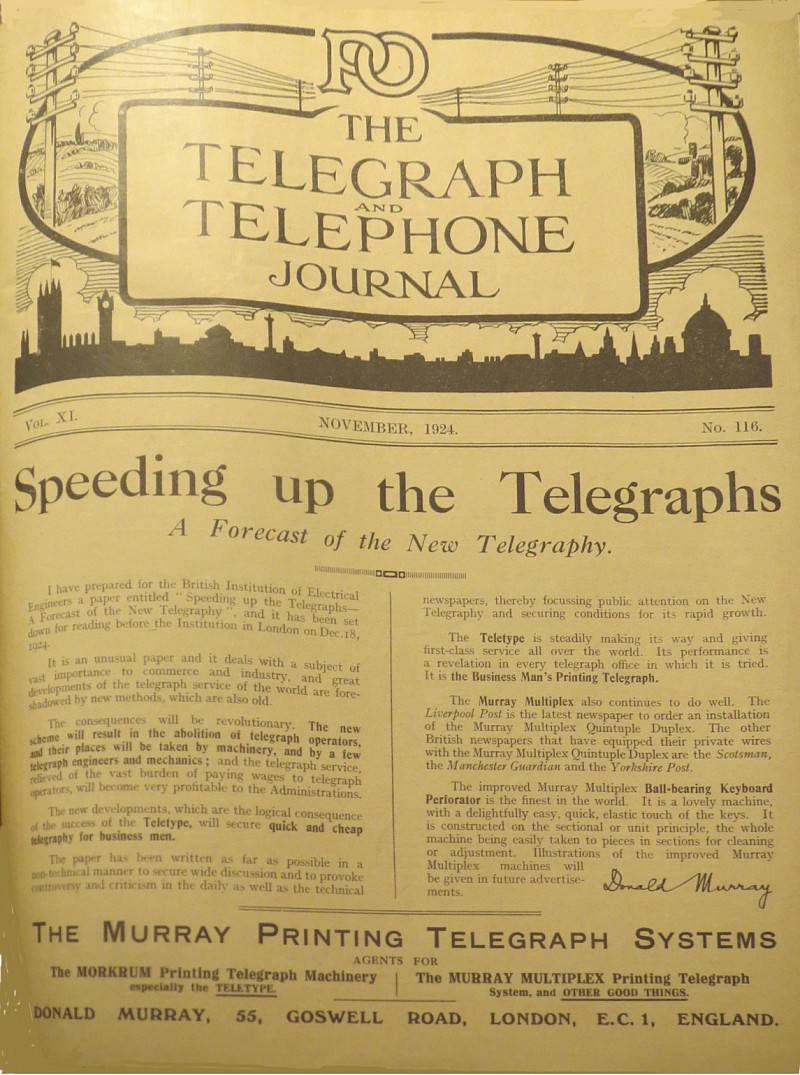 PO
THE
TELEGRAPH
AND
TELEPHONE
JOURNAL
VOL. XI.
NOVEMBER, 1924.
No. 116.
Speeding up the Telegraphs
A Forecast of the New Telegraphy.
I have prepared for the British Institution of Electrical
Engineers a paper entitled "Speeding up the Telegraphs—
A Forecast of the New Telegraphy", and it has been set
down for reading before the Institution in London on Dec. 18,
1924.
It is an unusual paper and it deals with a subject of
vast importance to commerce and industry, and great
developments of the telegraph service of the world are fore-
shadowed by new methods, which are also old.
The consequences will be revolutionary. The new
scheme will result in the abolition of telegraph operators,
and their places will be taken by machinery, and by a few
telegraph engineers and mechanics; and the telegraph service,
relieved of the vast burden of paying wages to telegraph
operators, will become very profitable to the Administrations.
The new developments, which are the logical consequence
of the success of the Teletype, will secure quick and cheap
telegraphy for business men.
The paper has been written as far as possible in a
non-technical manner to secure wide discussion and to provoke
controversy and criticism in the daily as well as the technical
newspapers, thereby focussing public attention on the New
Telegraphy and securing conditions for its rapid growth.
The Teletype is steadily making its way and giving
first-class service all over the world. Its performance is
a revelation in every telegraph office in which it is tried.
It is the Business Man's Printing Telegraph.
The Murray Multiplex also continues to do well. The
Liverpool Post is the latest newspaper to order an installation
of the Murray Multiplex Quintuple Duplex. The other
British newspapers that have equipped their private wires
with the Murray Multiplex Quintuple Duplex are the Scotsman,
the Manchester Guardian and the Yorkshire Post.
The improved Murray Multiplex Ball-bearing Keyboard
Perforator is the finest in the world. It is a lovely machine,
with a delightfully easy, quick, elastic touch of the keys. It
is constructed on the sectional or unit principle, the whole
machine being easily taken to pieces in sections for cleaning
or adjustment. Illustrations of the improved Murray
Multiplex machines will
be given in future advertise-
ments.
Donald Murray
THE MURRAY PRINTING TELEGRAPH SYSTEMS
AGENTS FOR
The MORKRUM Printing Telegraph Machinery
especially the TELETYPE.
The MURRAY MULTIPLEX Printing Telegraph
System, and OTHER GOOD THINGS.
DONALD MURRAY, 55, GOSWELL ROAD, LONDON, E.C. 1, ENGLAND.